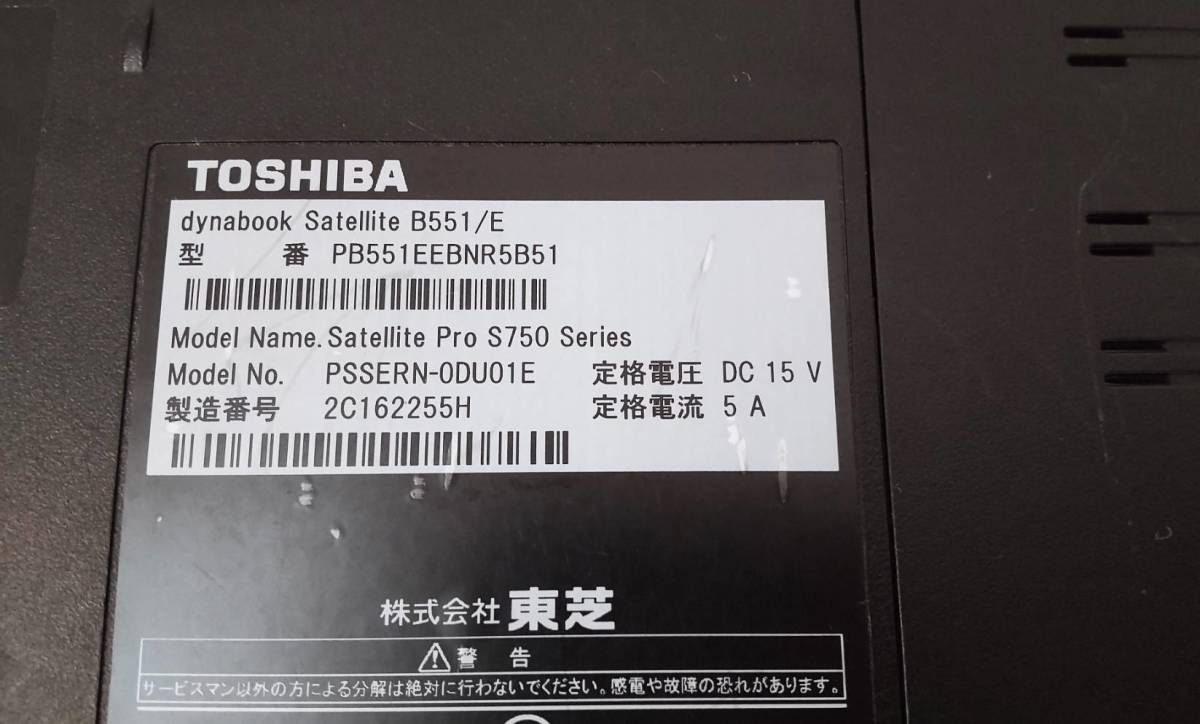 TOSHIBA
dynabook Satellite B551/E
型 番 PB551EEBNR5B51
Model Name. Satellite Pro S750 Series
Model No. PSSERN-0DU01E 定格電圧 DC 15 V
製造番号 2C162255H 定格電流 5 A
株式会社 東芝
警 告
サービスマン以外の方による分解は絶対に行わないでください。感電や故障の恐れがあります。